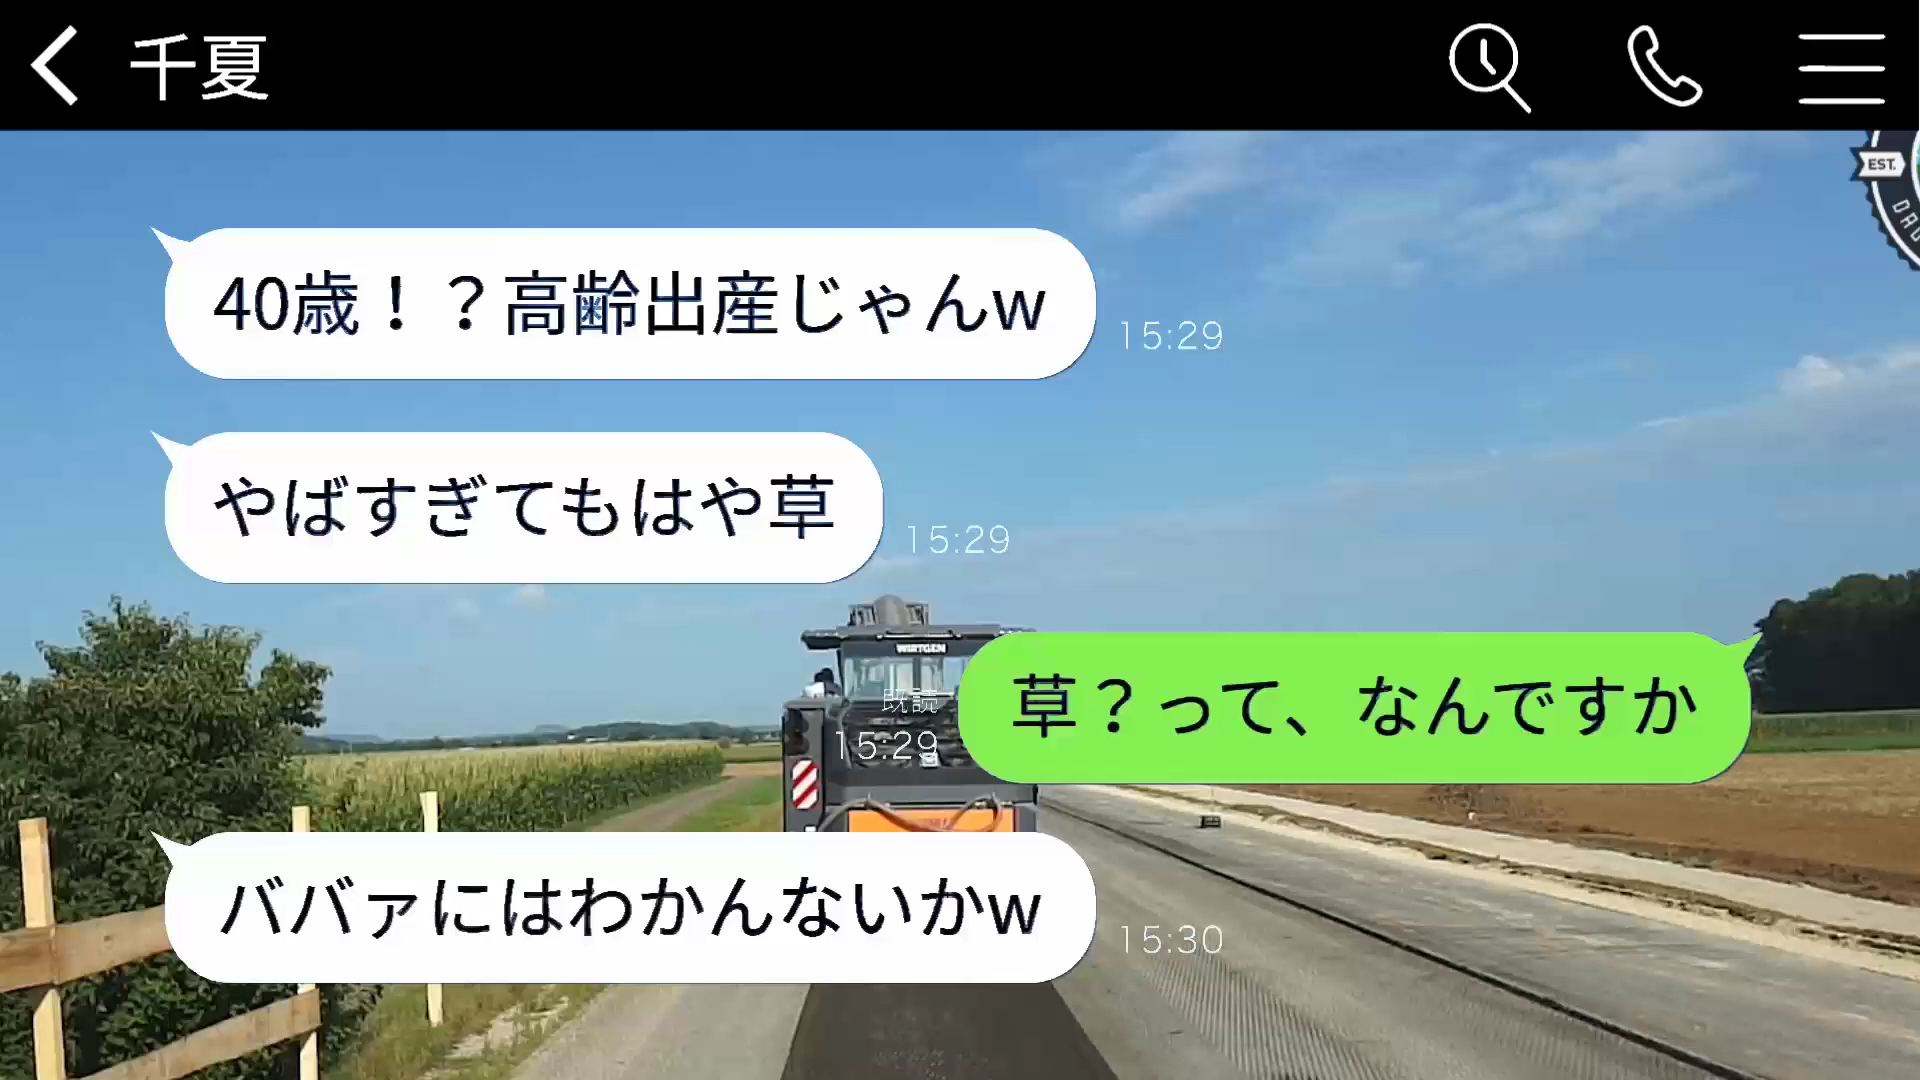 千夏
EST.
40歳！？高齢出産じゃんw
15:29
やばすぎてもはや草
15:29
WIRTGEN
草？って、なんですか
既読
15:29
ババァにはわかんないかw
15:30